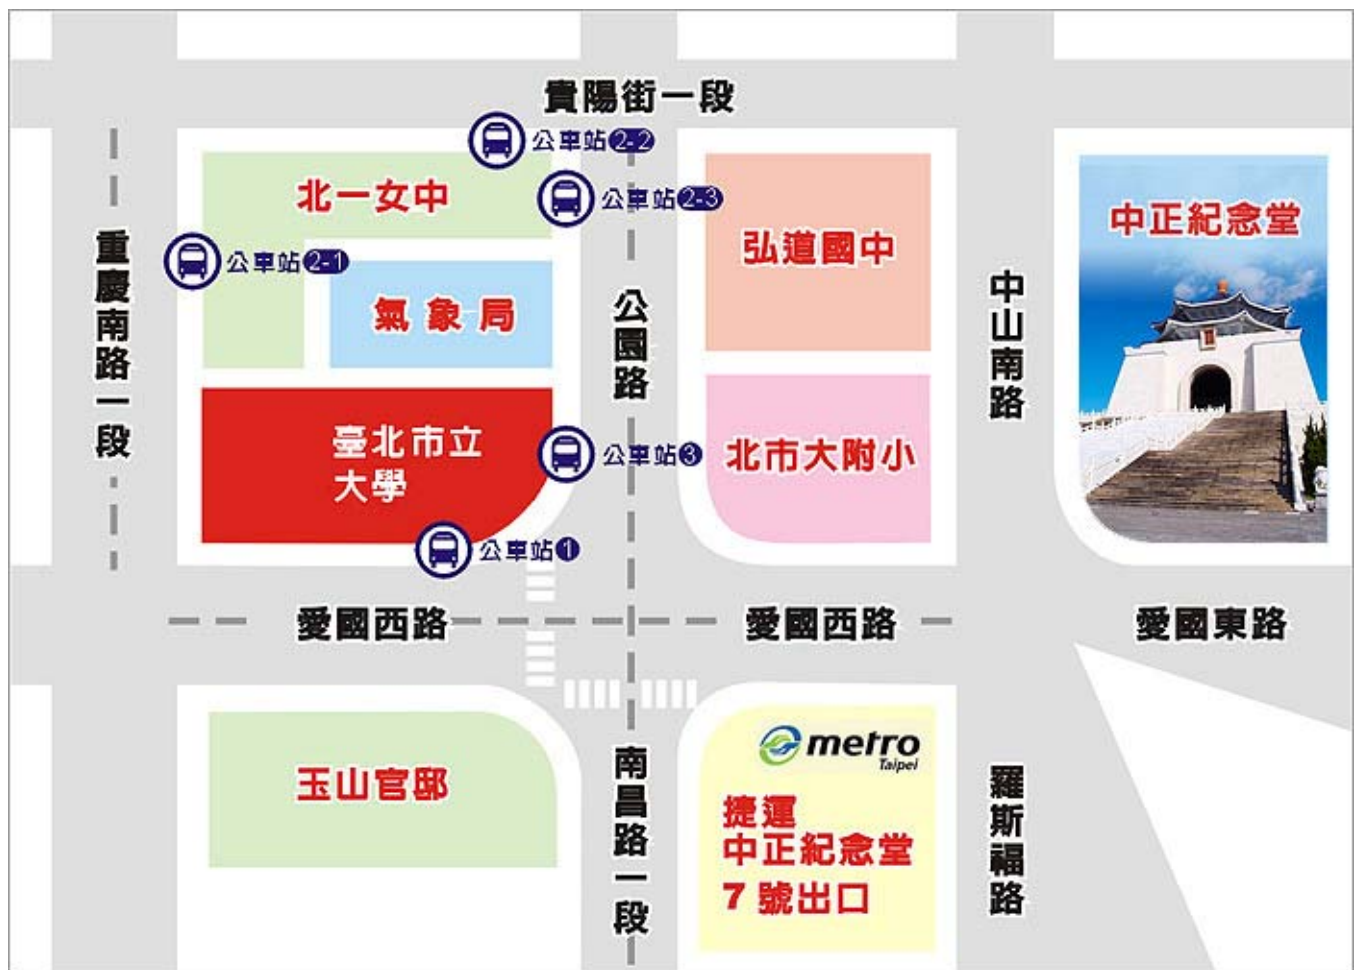 貴陽街一段
公車站2-2
北一女中
公車站2-3
弘道國中
中正紀念堂
公車站2-1
氣象局
重慶南路一段
公園路
中山南路
臺北市立
大學
公車站3
北市大附小
公車站1
愛國西路
愛國西路
愛國東路
玉山官邸
南昌路一段
metro
Taipei
捷運
中正紀念堂
7號出口
羅斯福路